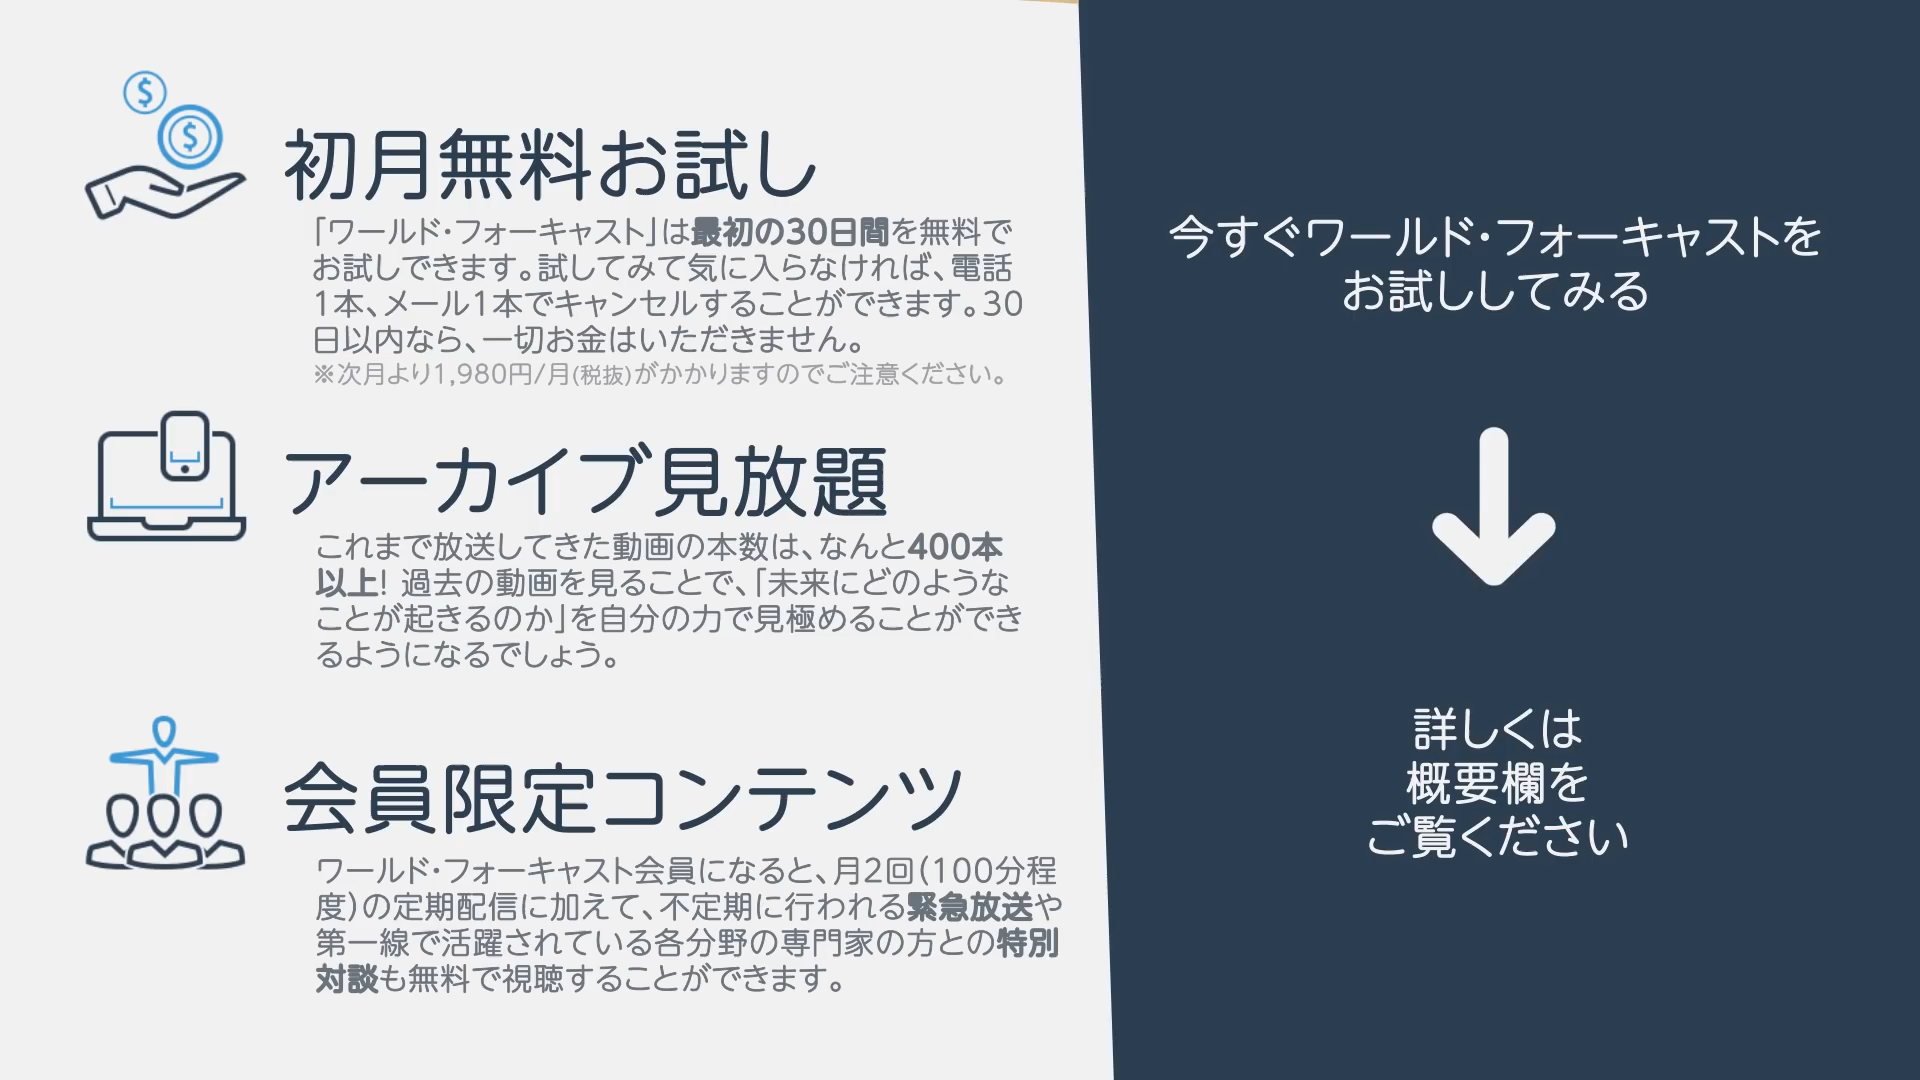 初月無料お試し
「ワールド・フォーキャスト」は最初の30日間を無料で
お試しできます。試してみて気に入らなければ、電話
1本、メール1本でキャンセルすることができます。30
日以内なら、一切お金はいただきません。
※次月より1,980円/月(税抜)がかかりますのでご注意ください。
アーカイブ見放題
これまで放送してきた動画の本数は、なんと400本
以上! 過去の動画を見ることで、「未来にどのような
ことが起きるのか」を自分の力で見極めることができ
るようになるでしょう。
会員限定コンテンツ
ワールド・フォーキャスト会員になると、月2回(100分程
度)の定期配信に加えて、不定期に行われる緊急放送や
第一線で活躍されている各分野の専門家の方との特別
対談も無料で視聴することができます。
今すぐワールド・フォーキャストを
お試ししてみる
詳しくは
概要欄を
ご覧ください